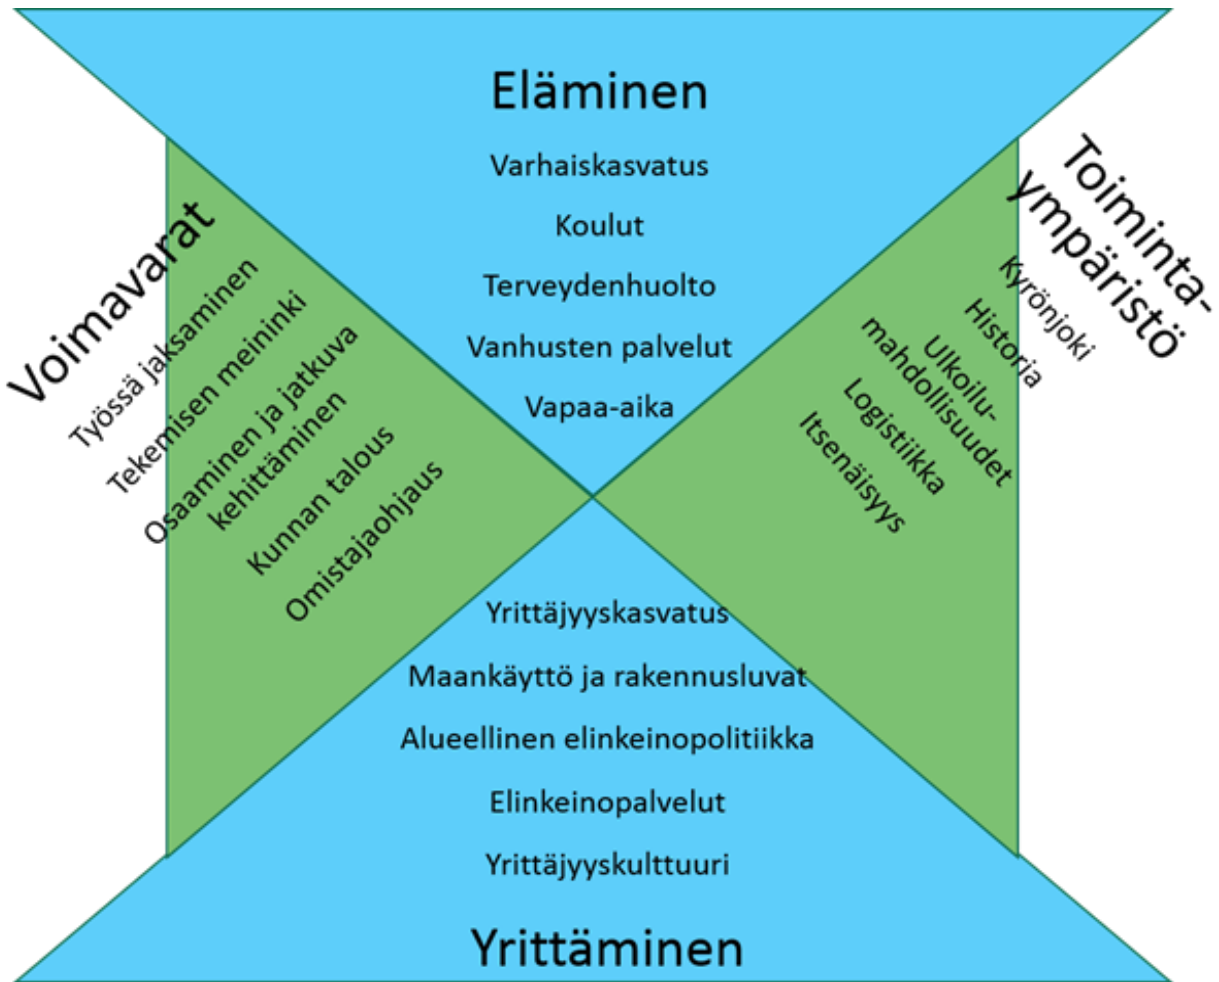 Eläminen
Varhaiskasvatus
Koulut
Terveydenhuolto
Vanhusten palvelut
Vapaa-aika
Voimavarat
Työssä jaksaminen
Tekemisen meininki
Osaaminen ja jatkuva
kehittäminen
Kunnan talous
Omistajaohjaus
Toiminta-
ympäristö
Kyrönjoki
Historia
Ulkoilu-
mahdollisuudet
Logistiikka
Itsenäisyys
Yrittäjyyskasvatus
Maankäyttö ja rakennusluvat
Alueellinen elinkeinopolitiikka
Elinkeinopalvelut
Yrittäjyyskulttuuri
Yrittäminen